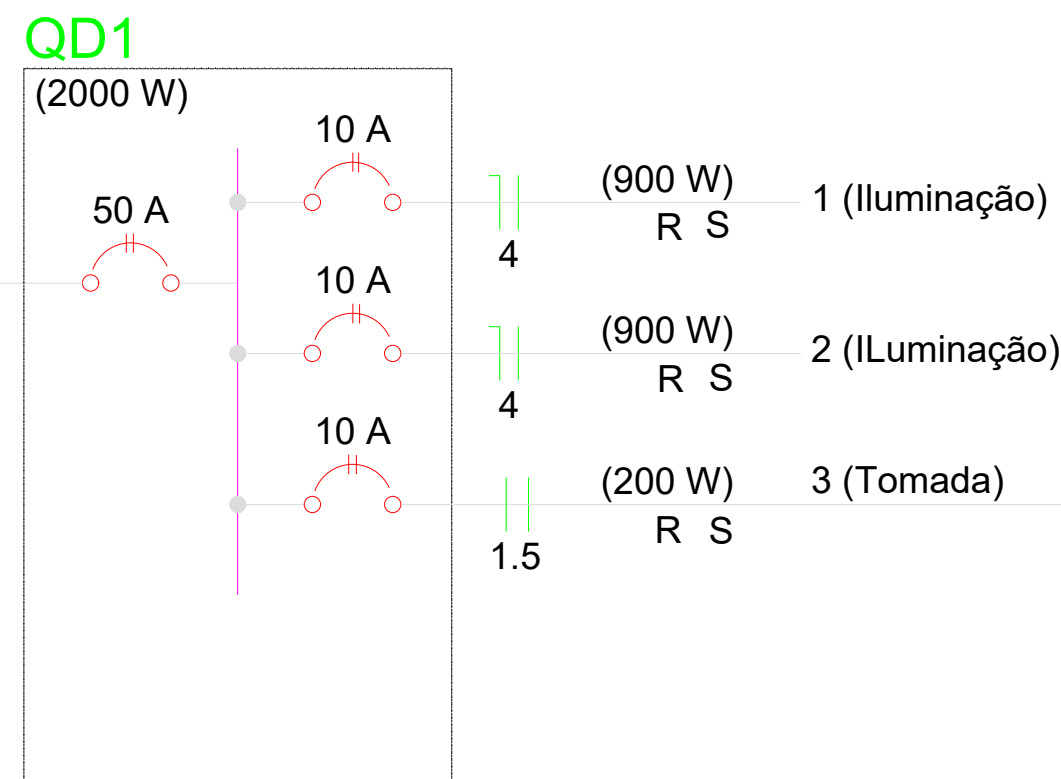 QD1
(2000 W)
50 A
10 A
4
(900 W)
R S
1 (Iluminação)
10 A
4
(900 W)
R S
2 (ILuminação)
10 A
1.5
(200 W)
R S
3 (Tomada)